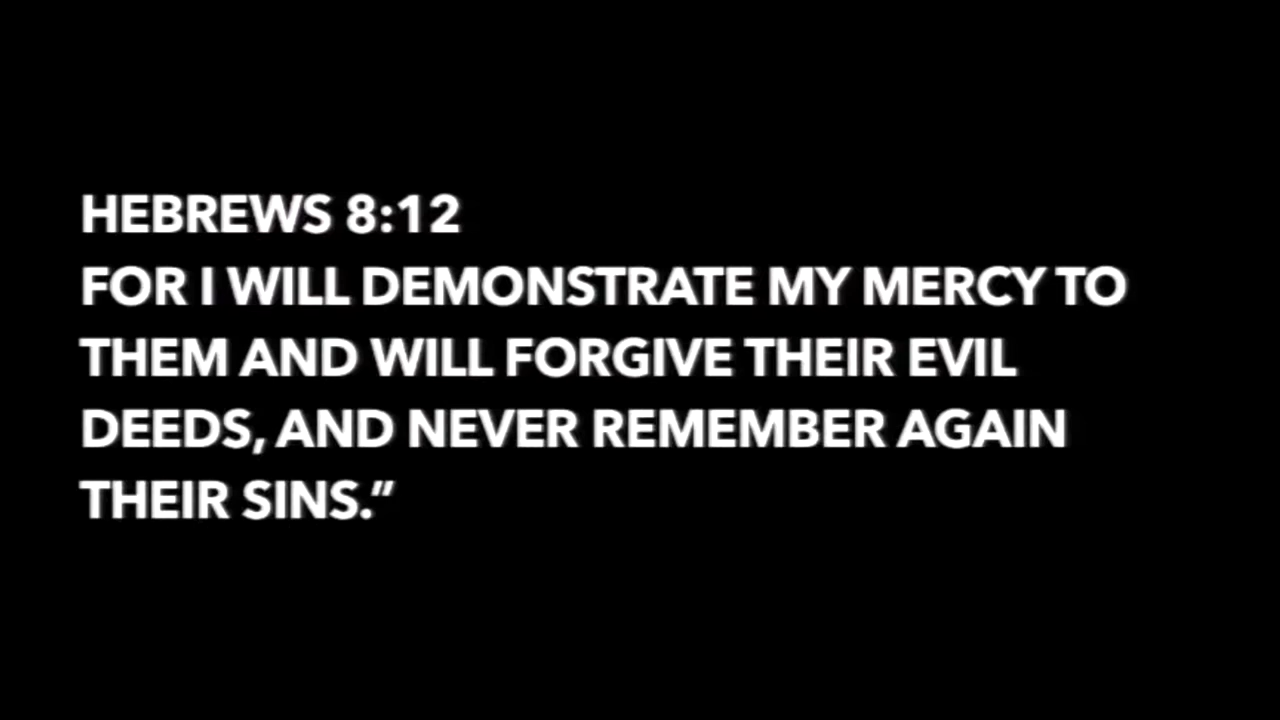 HEBREWS 8:12
FOR I WILL DEMONSTRATE MY MERCY TO
THEM AND WILL FORGIVE THEIR EVIL
DEEDS, AND NEVER REMEMBER AGAIN
THEIR SINS.”